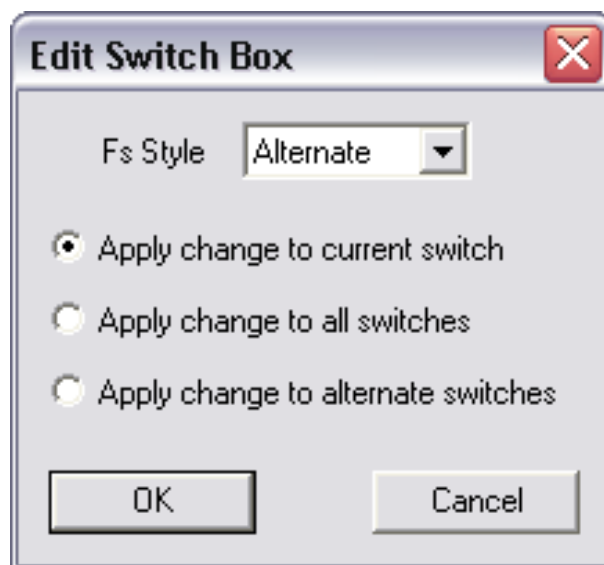 Edit Switch Box
Fs Style Alternate
Apply change to current switch
Apply change to all switches
Apply change to alternate switches
OK Cancel